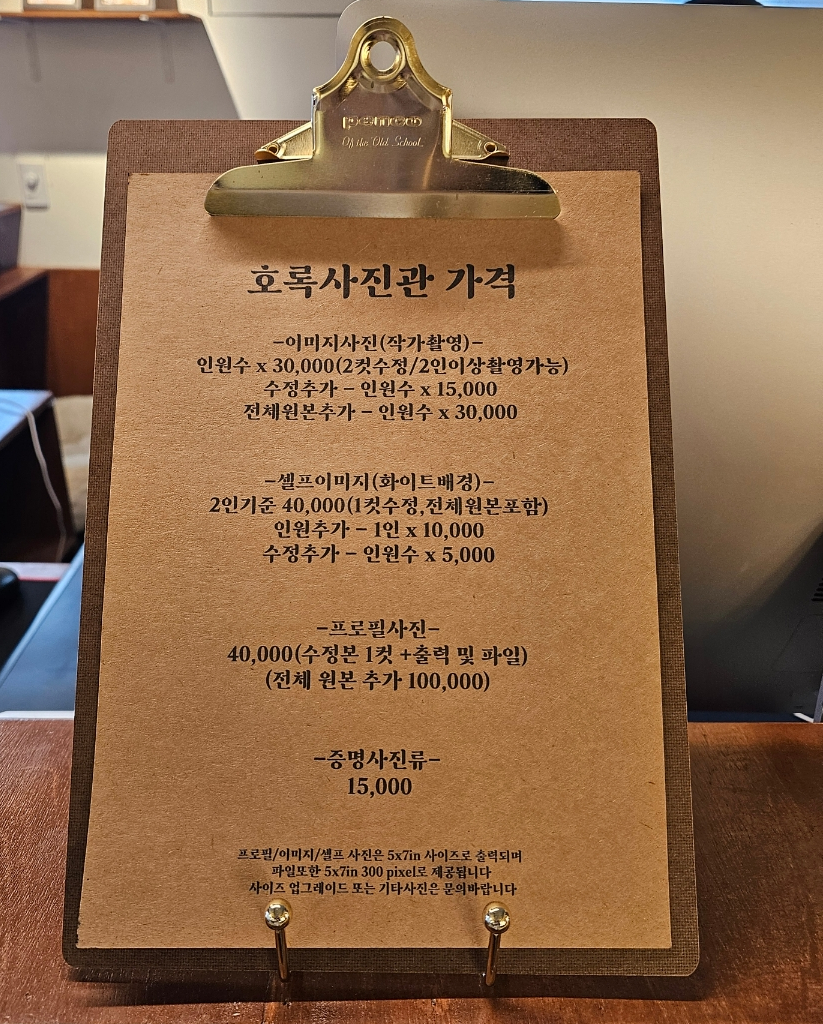 penco
Of the "Old School"
호록사진관 가격
-이미지사진(작가촬영)-
인원수 x 30,000(2컷수정/2인이상촬영가능)
수정추가 - 인원수 x 15,000
전체원본추가 - 인원수 x 30,000
-셀프이미지(화이트배경)-
2인기준 40,000(1컷수정,전체원본포함)
인원추가 - 1인 x 10,000
수정추가 - 인원수 x 5,000
-프로필사진-
40,000(수정본 1컷 +출력 및 파일)
(전체 원본 추가 100,000)
-증명사진류-
15,000
프로필/이미지/셀프 사진은 5x7in 사이즈로 출력되며
파일또한 5x7in 300 pixel로 제공됩니다
사이즈 업그레이드 또는 기타사진은 문의바랍니다